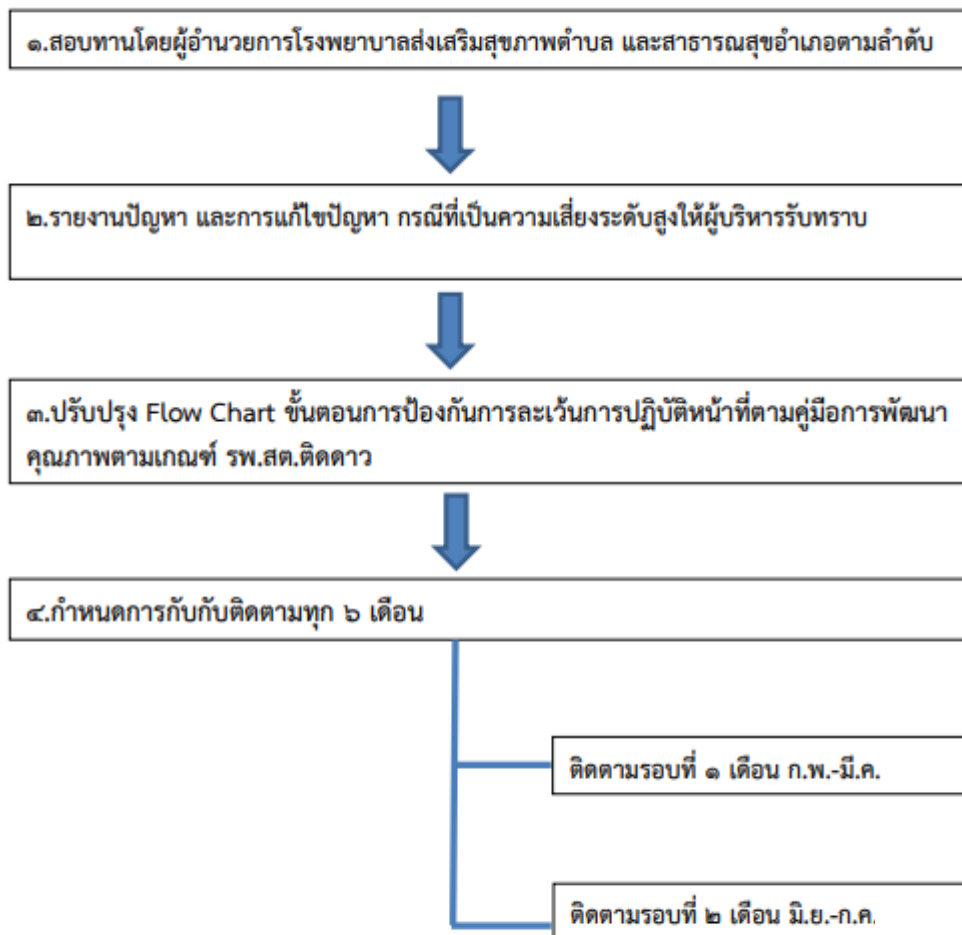 ๑.สอบทานโดยผู้อำนวยการโรงพยาบาลส่งเสริมสุขภาพตำบล และสาธารณสุขอำเภอตามลำดับ
๒.รายงานปัญหา และการแก้ไขปัญหา กรณีที่เป็นความเสี่ยงระดับสูงให้ผู้บริหารรับทราบ
๓.ปรับปรุง Flow Chart ขั้นตอนการป้องกันการละเว้นการปฏิบัติหน้าที่ตามคู่มือการพัฒนา
คุณภาพตามเกณฑ์ รพ.สต.ติดดาว
๔.กำหนดการกับกับติดตามทุก ๖ เดือน
ติดตามรอบที่ ๑ เดือน ก.พ.-มี.ค.
ติดตามรอบที่ ๒ เดือน มิ.ย.-ก.ค.